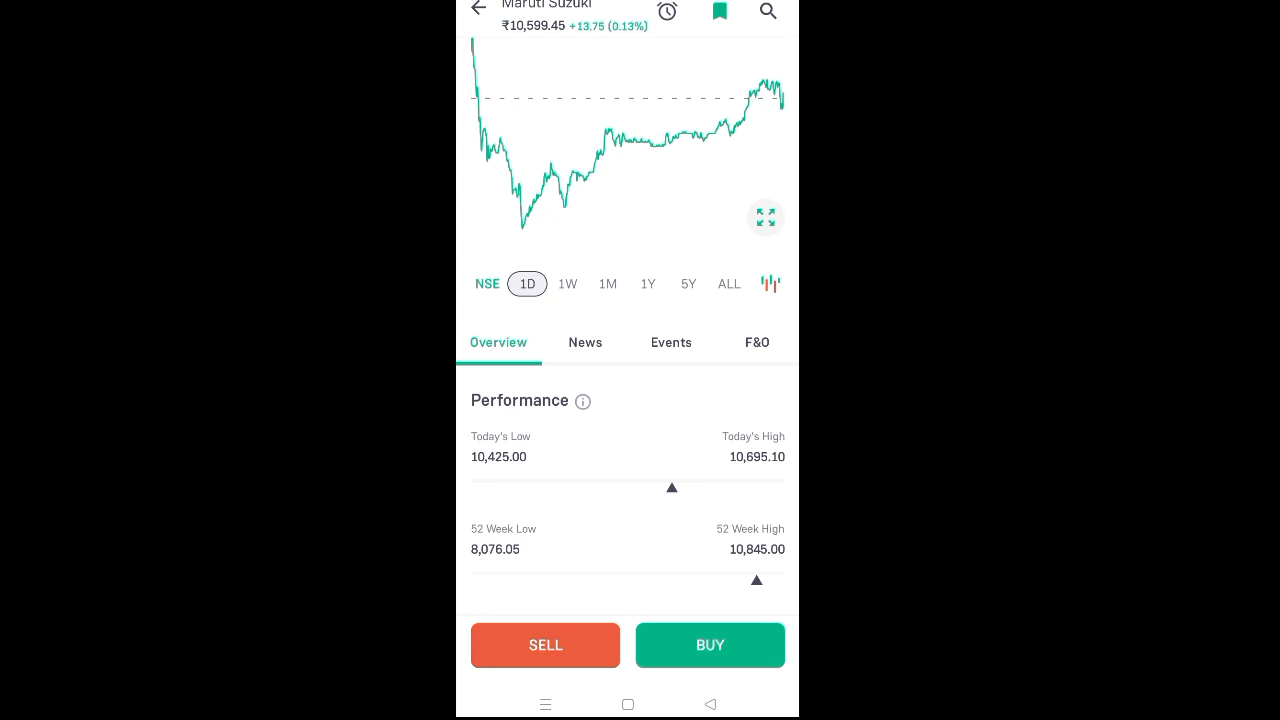 Maruti Suzuki
₹10,599.45 +13.75 (0.13%)
NSE 1D 1W 1M 1Y 5Y ALL
Overview News Events F&O
Performance
Today's Low Today's High
10,425.00 10,695.10
52 Week Low 52 Week High
8,076.05 10,845.00
SELL BUY